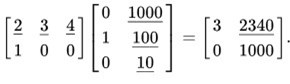 [2 3 4] [0 1000] = [3 2340]
[1 0 0] [1 100] [0 1000].
[0 10]